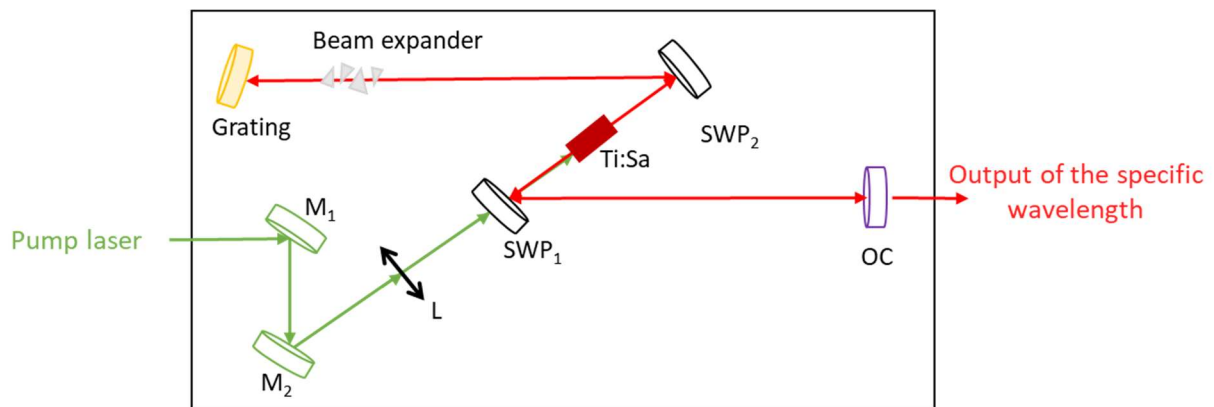 Beam expander
Grating
SWP₂
Ti:Sa
Output of the specific
wavelength
M₁
Pump laser
SWP₁
OC
L
M₂